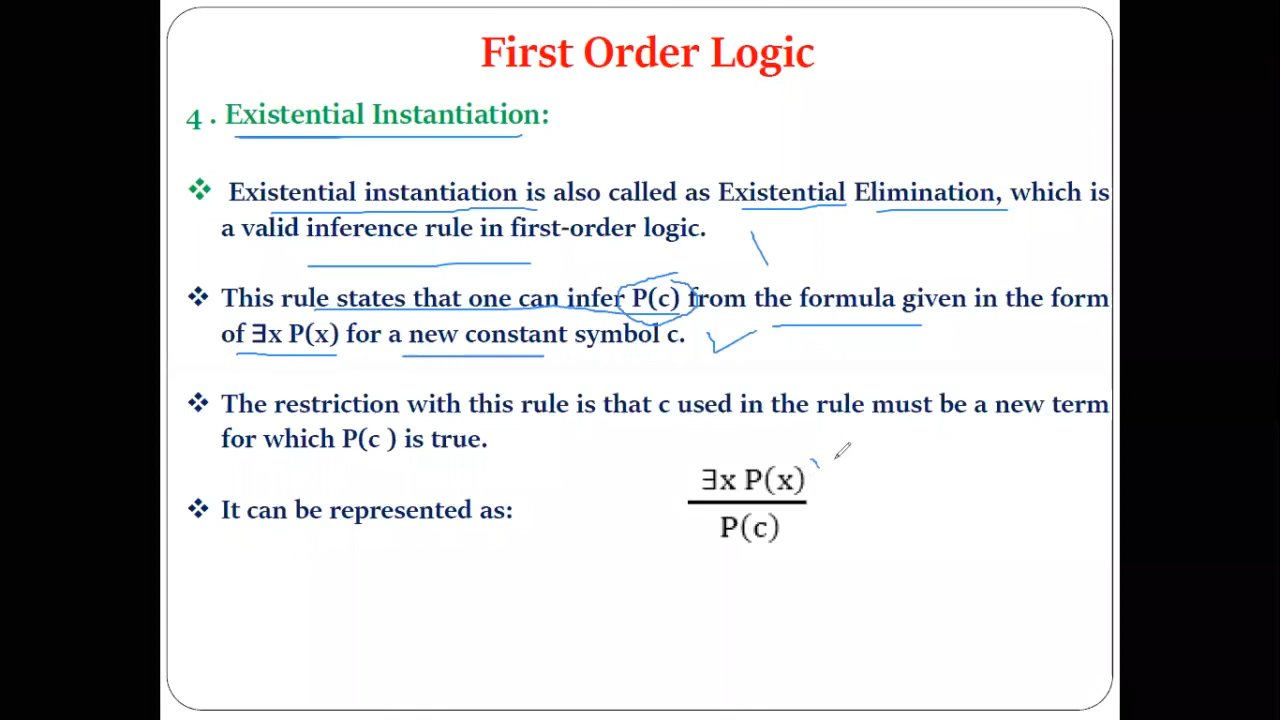 First Order Logic
4 . Existential Instantiation:
Existential instantiation is also called as Existential Elimination, which is
a valid inference rule in first-order logic.
This rule states that one can infer P(c) from the formula given in the form
of ∃x P(x) for a new constant symbol c.
The restriction with this rule is that c used in the rule must be a new term
for which P(c ) is true.
∃x P(x)
It can be represented as:
P(c)